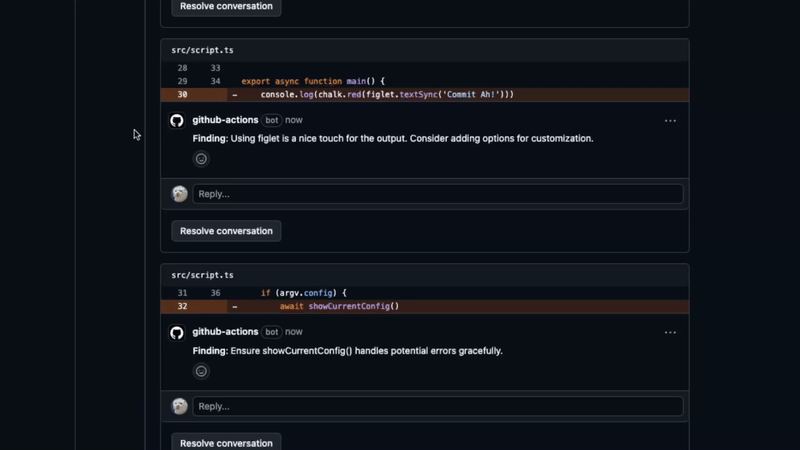 Resolve conversation
src/script.ts
28 33
29 34 export async function main() {
30 - console.log(chalk.red(figlet.textSync('Commit Ah!')))
github-actions bot now
Finding: Using figlet is a nice touch for the output. Consider adding options for customization.
Reply...
Resolve conversation
src/script.ts
31 36 if (argv.config) {
32 - await showCurrentConfig()
github-actions bot now
Finding: Ensure showCurrentConfig() handles potential errors gracefully.
Reply...
Resolve conversation